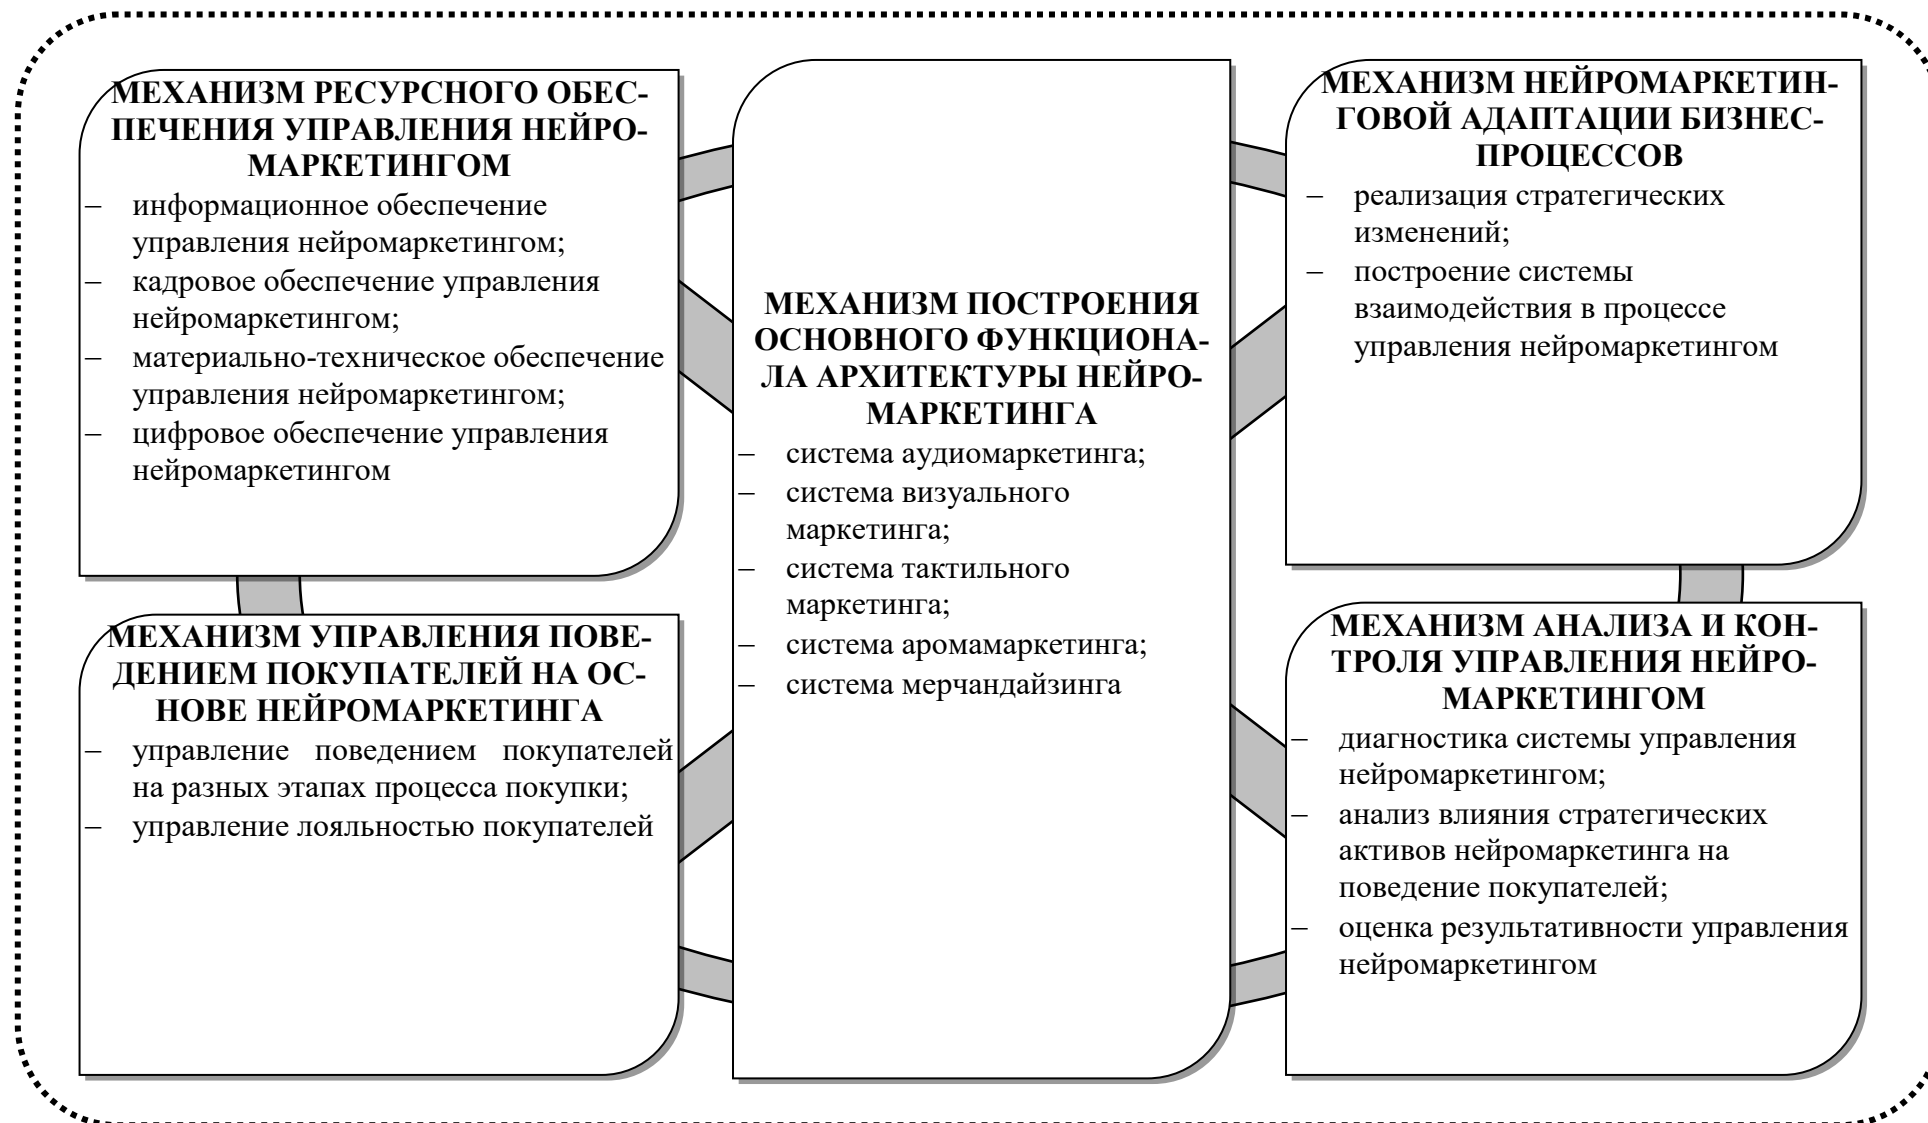 МЕХАНИЗМ РЕСУРСНОГО ОБЕС-
ПЕЧЕНИЯ УПРАВЛЕНИЯ НЕЙРО-
МАРКЕТИНГОМ
– информационное обеспечение
управления нейромаркетингом;
– кадровое обеспечение управления
нейромаркетингом;
– материально-техническое обеспечение
управления нейромаркетингом;
– цифровое обеспечение управления
нейромаркетингом
МЕХАНИЗМ УПРАВЛЕНИЯ ПОВЕ-
ДЕНИЕМ ПОКУПАТЕЛЕЙ НА ОС-
НОВЕ НЕЙРОМАРКЕТИНГА
– управление поведением покупателей
на разных этапах процесса покупки;
– управление лояльностью покупателей
МЕХАНИЗМ ПОСТРОЕНИЯ
ОСНОВНОГО ФУНКЦИОНА-
ЛА АРХИТЕКТУРЫ НЕЙРО-
МАРКЕТИНГА
– система аудиомаркетинга;
– система визуального
маркетинга;
– система тактильного
маркетинга;
– система аромамаркетинга;
– система мерчандайзинга
МЕХАНИЗМ НЕЙРОМАРКЕТИН-
ГОВОЙ АДАПТАЦИИ БИЗНЕС-
ПРОЦЕССОВ
– реализация стратегических
изменений;
– построение системы
взаимодействия в процессе
управления нейромаркетингом
МЕХАНИЗМ АНАЛИЗА И КОН-
ТРОЛЯ УПРАВЛЕНИЯ НЕЙРО-
МАРКЕТИНГОМ
– диагностика системы управления
нейромаркетингом;
– анализ влияния стратегических
активов нейромаркетинга на
поведение покупателей;
– оценка результативности управления
нейромаркетингом